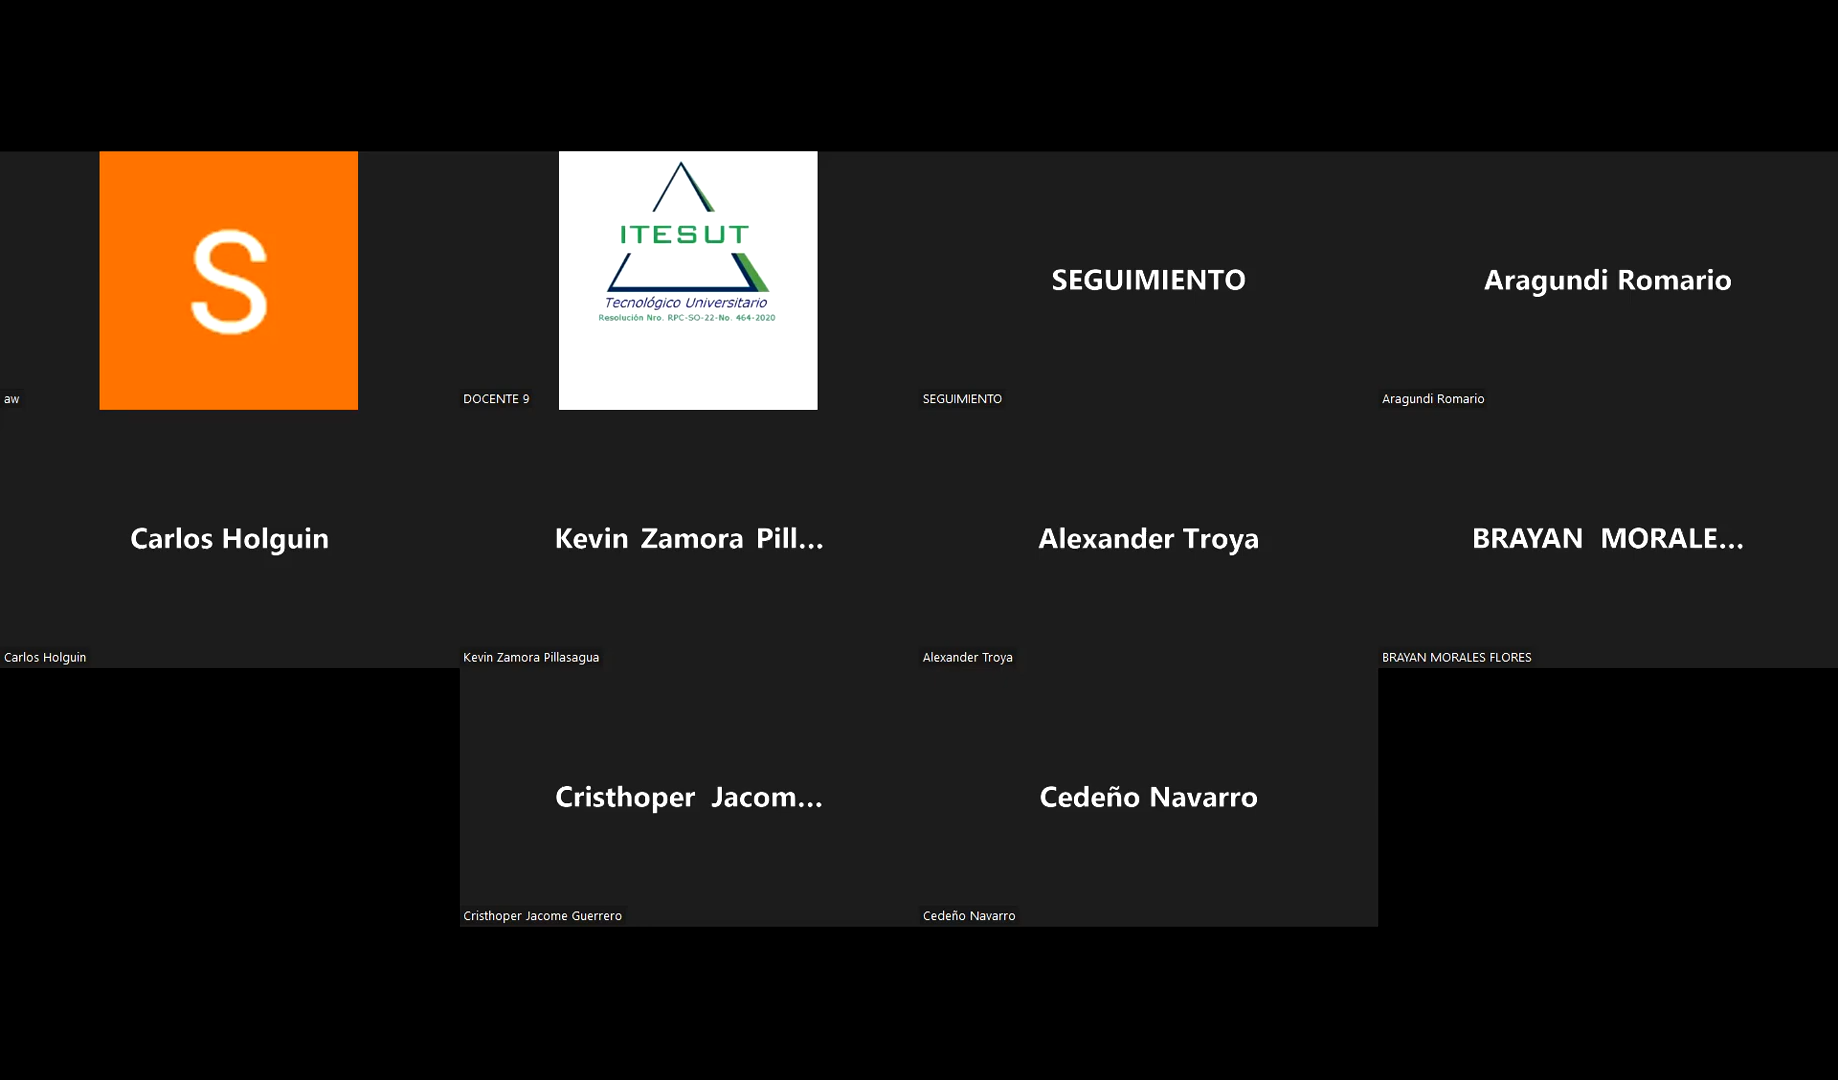 S
ITESUT
Tecnológico Universitario
Resolución Nro. RPC-SO-22-No. 464-2020
SEGUIMIENTO
Aragundi Romario
aw
DOCENTE 9
SEGUIMIENTO
Aragundi Romario
Carlos Holguin
Kevin Zamora Pill...
Alexander Troya
BRAYAN MORALE...
Carlos Holguin
Kevin Zamora Pillasagua
Alexander Troya
BRAYAN MORALES FLORES
Cristhoper Jacom...
Cedeño Navarro
Cristhoper Jacome Guerrero
Cedeño Navarro